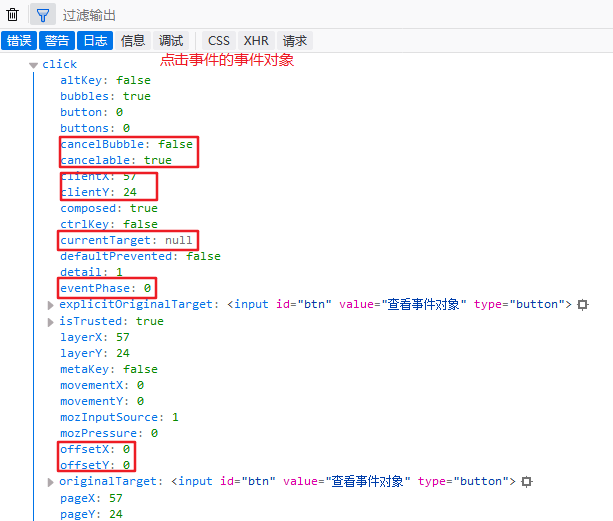 过滤输出
错误 警告 日志 信息 调试 CSS XHR 请求
点击事件的事件对象
click
altKey: false
bubbles: true
button: 0
buttons: 0
cancelBubble: false
cancelable: true
clientX: 57
clientY: 24
composed: true
ctrlKey: false
currentTarget: null
defaultPrevented: false
detail: 1
eventPhase: 0
explicitOriginalTarget: <input id="btn" value="查看事件对象" type="button">
isTrusted: true
layerX: 57
layerY: 24
metaKey: false
movementX: 0
movementY: 0
mozInputSource: 1
mozPressure: 0
offsetX: 0
offsetY: 0
originalTarget: <input id="btn" value="查看事件对象" type="button">
pageX: 57
pageY: 24